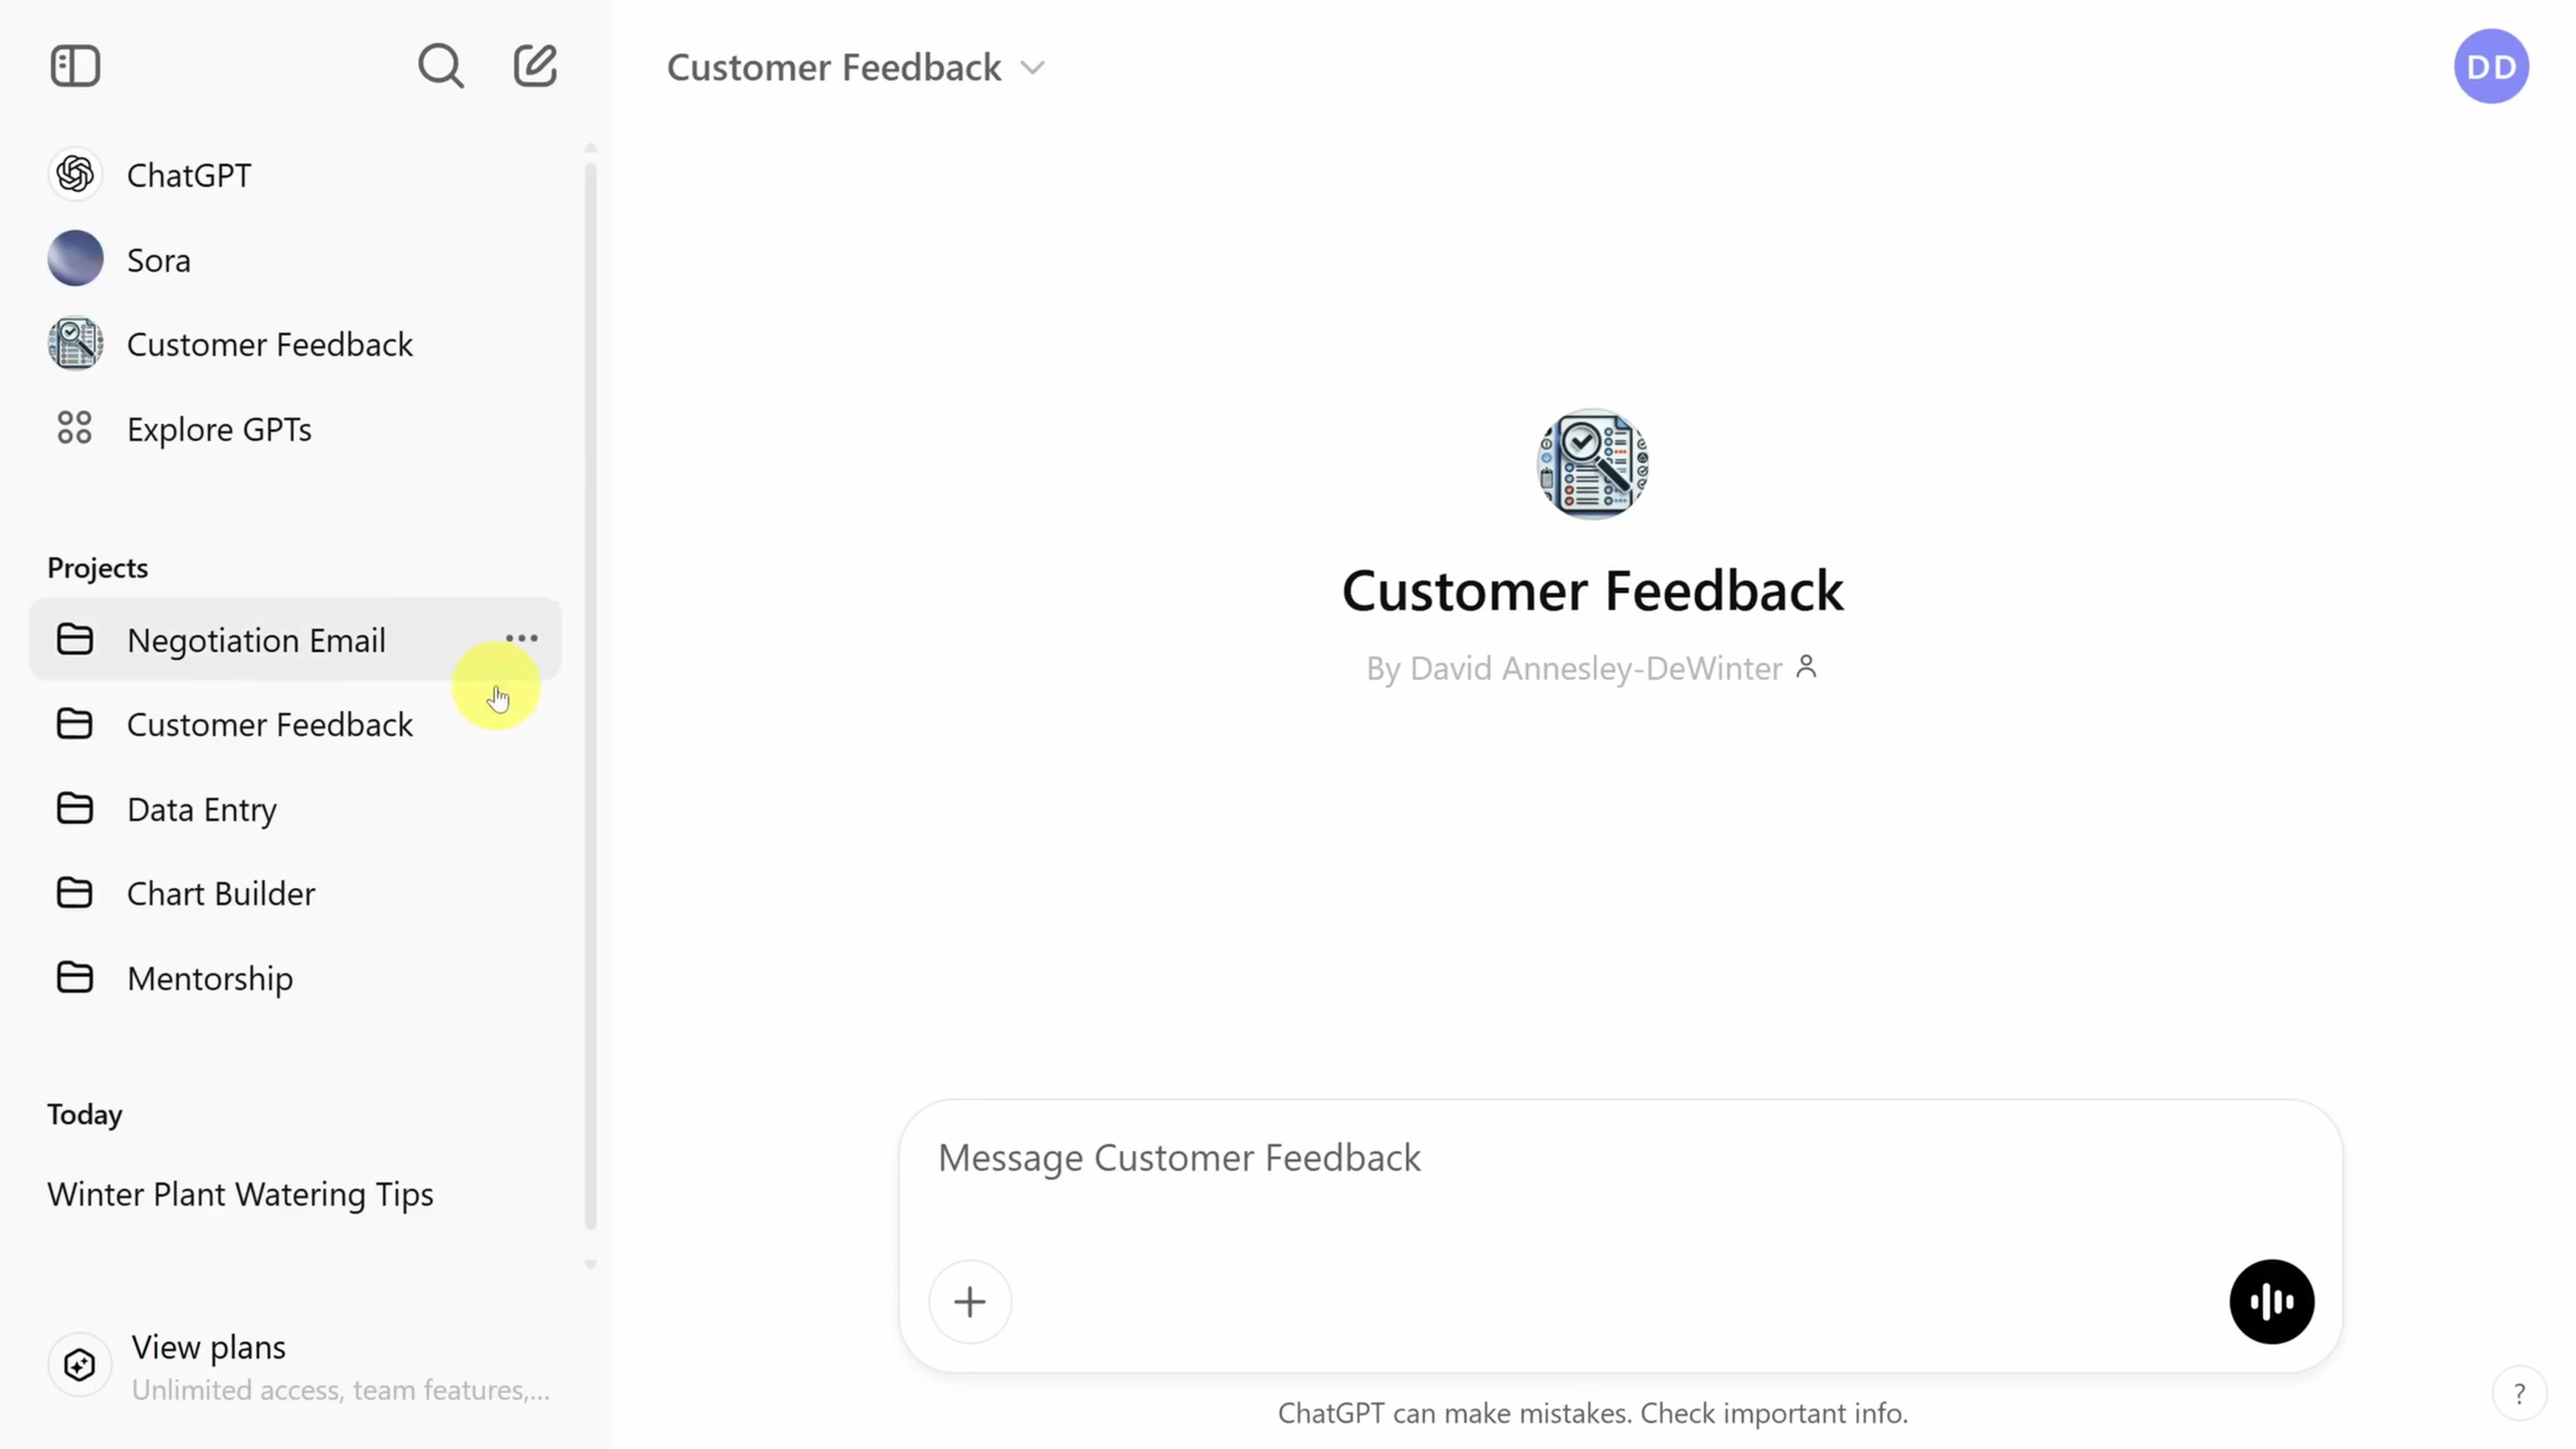 ChatGPT
Sora
Customer Feedback
Explore GPTs
Projects
Negotiation Email
Customer Feedback
Data Entry
Chart Builder
Mentorship
Today
Winter Plant Watering Tips
View plans
Unlimited access, team features,...
Customer Feedback
DD
Customer Feedback
By David Annesley-DeWinter
Message Customer Feedback
ChatGPT can make mistakes. Check important info.
?